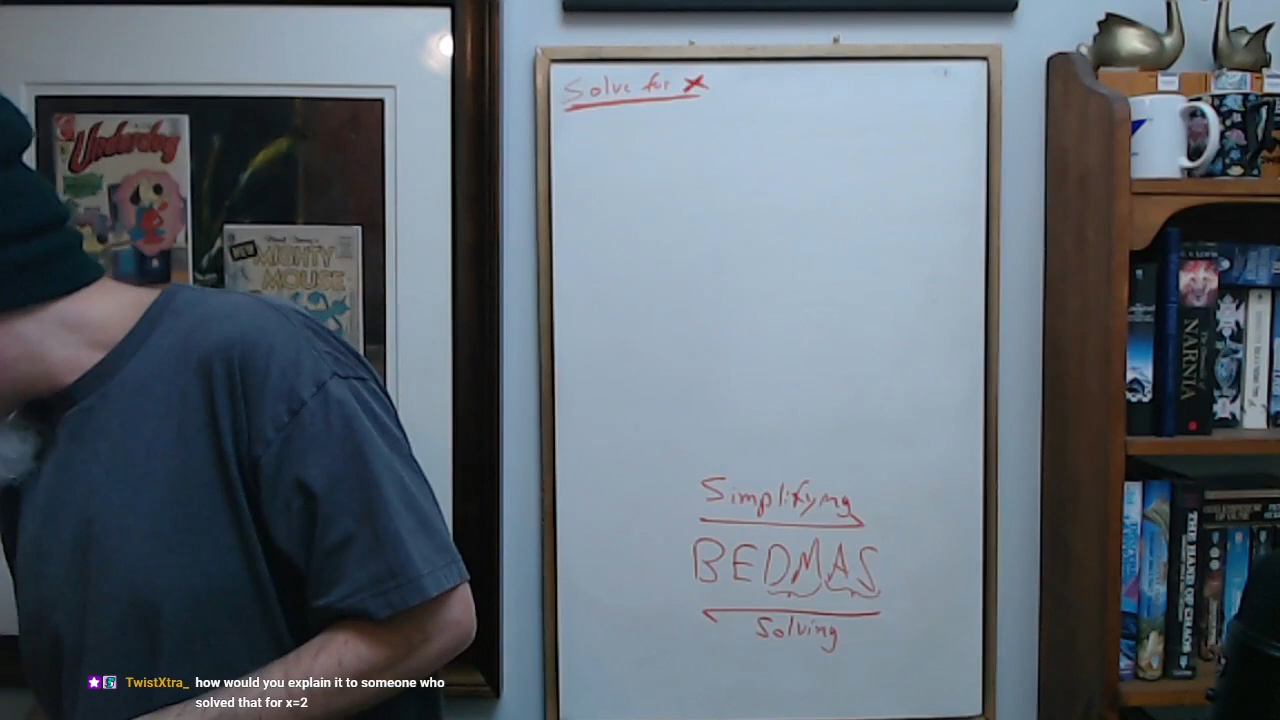 Solve for x
Underdog
NEW
MIGHTY
MOUSE
NARNIA
Simplifying
BEDMAS
Solving
TwistXtra_ how would you explain it to someone who
solved that for x=2